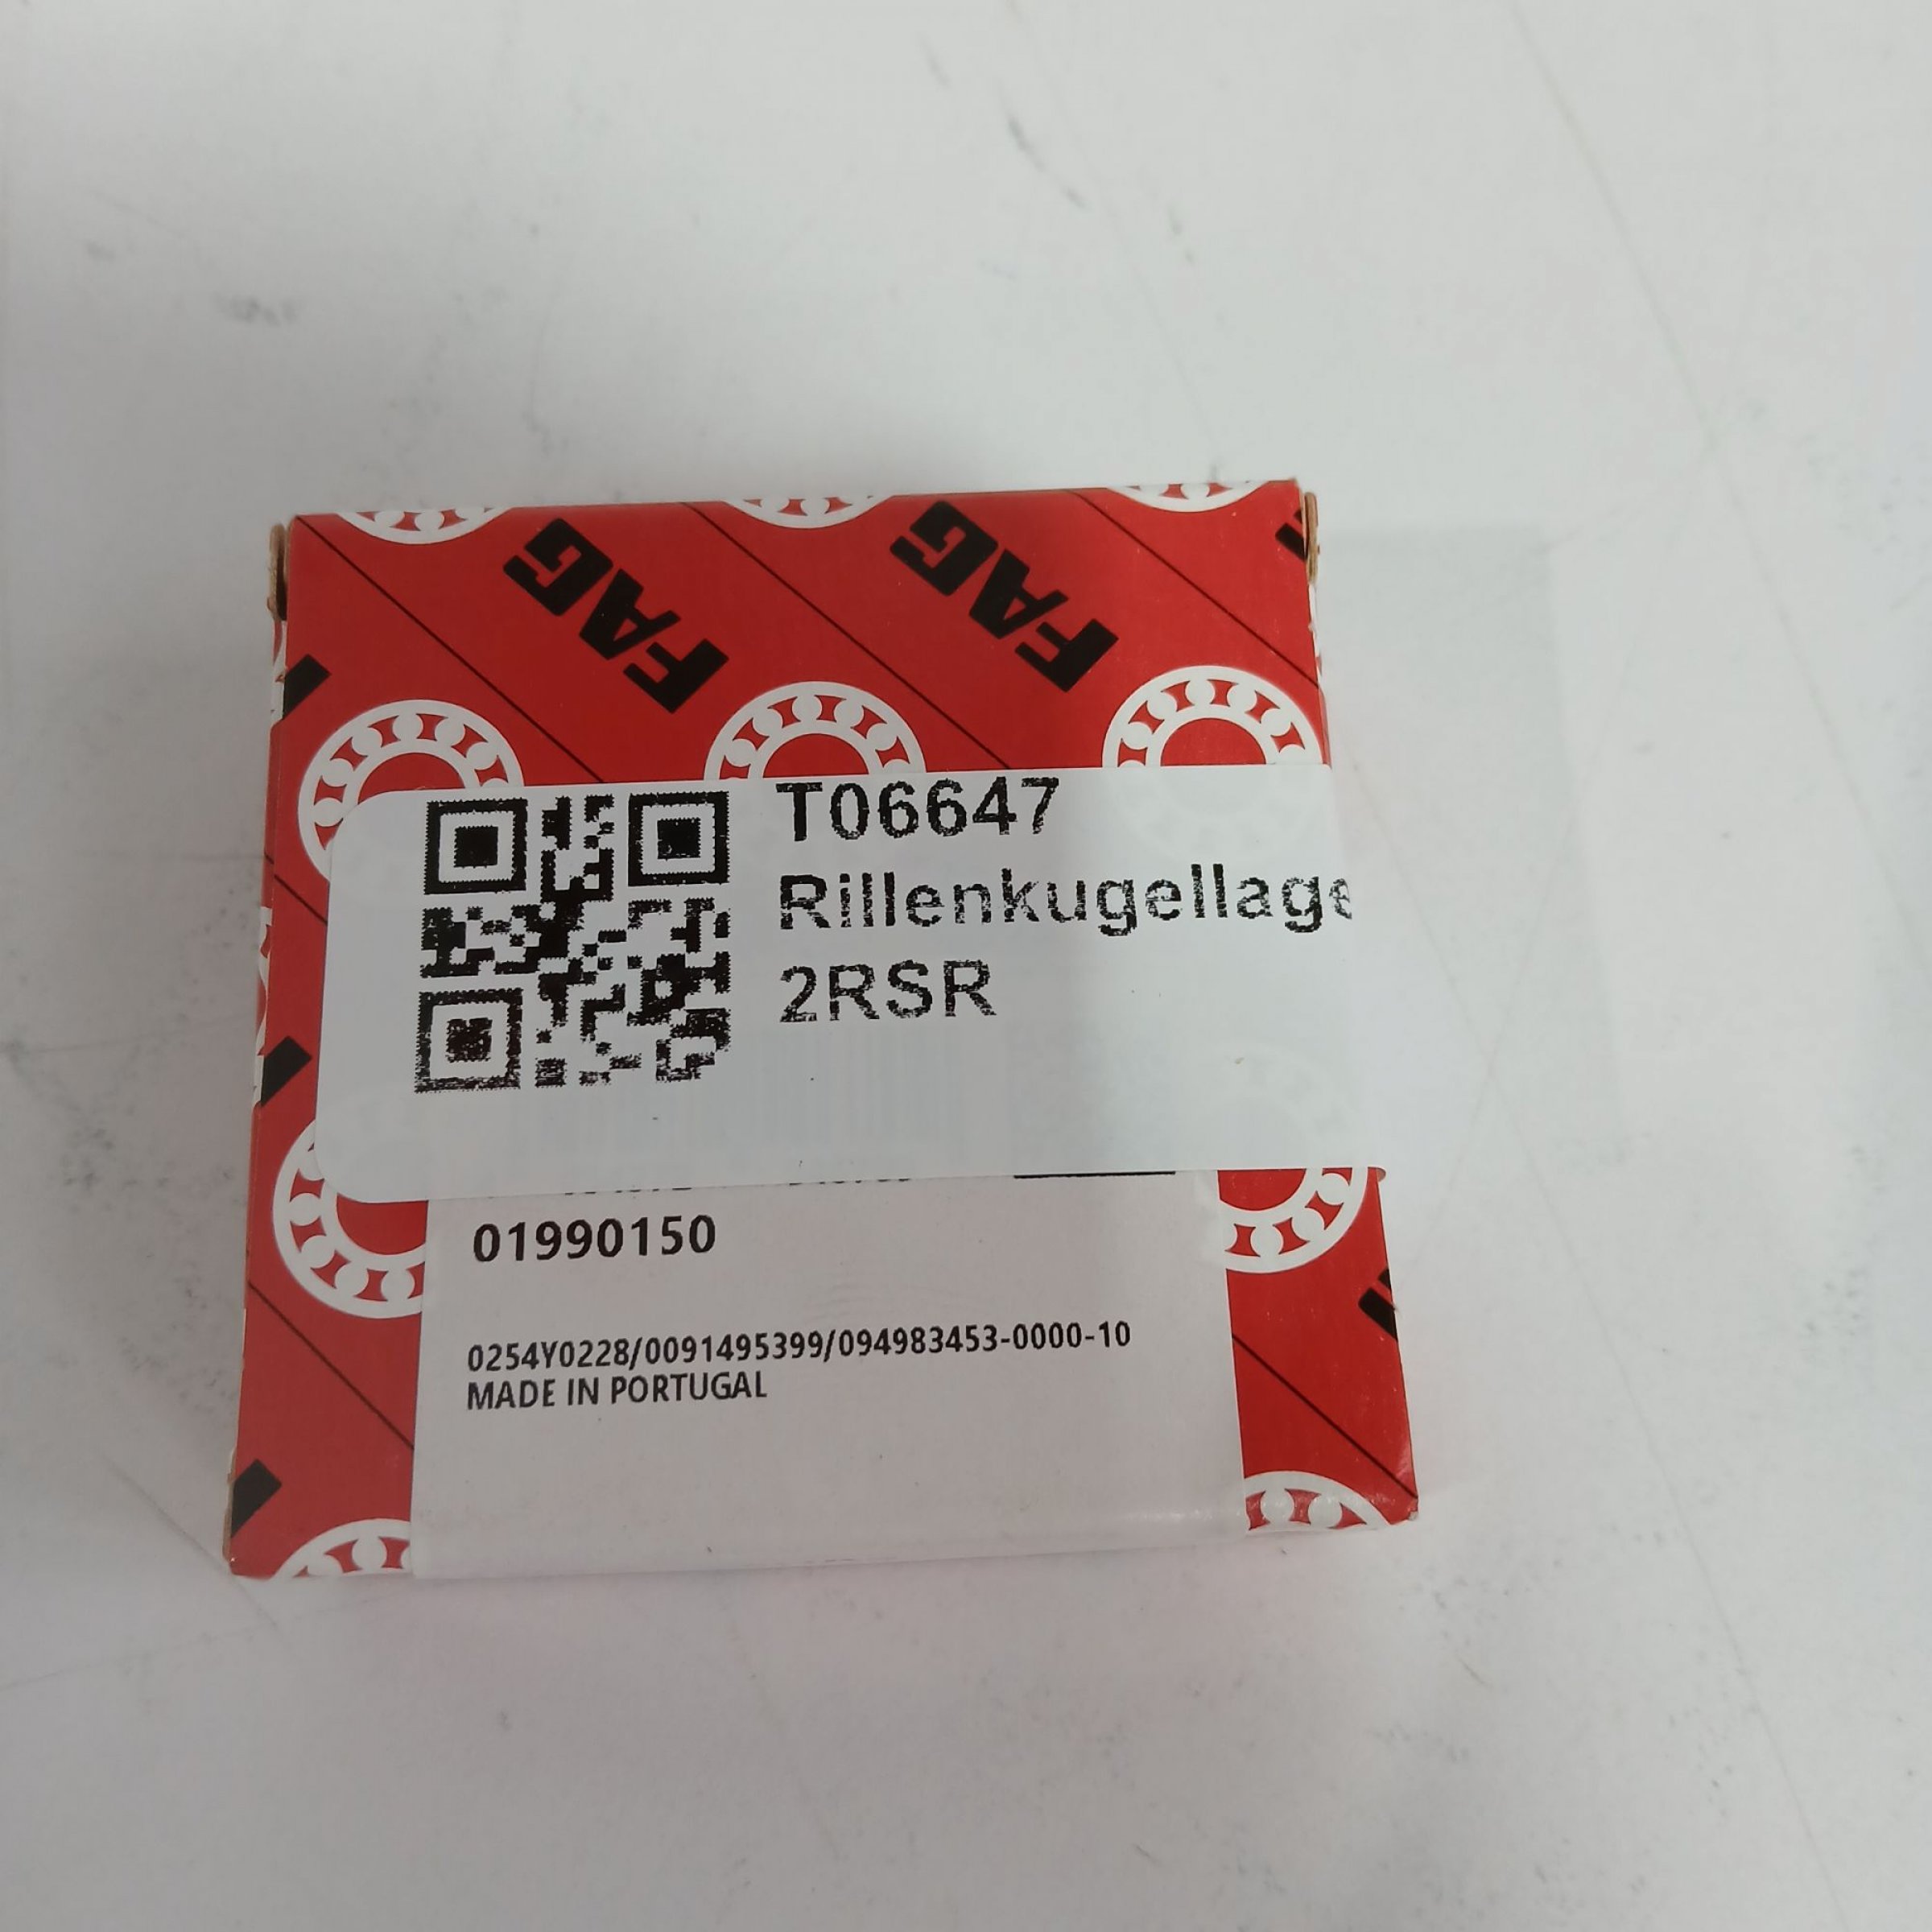 FAG FAG
T06647
Rillenkugellage
2RSR
01990150
0254Y0228/0091495399/094983453-0000-10
MADE IN PORTUGAL